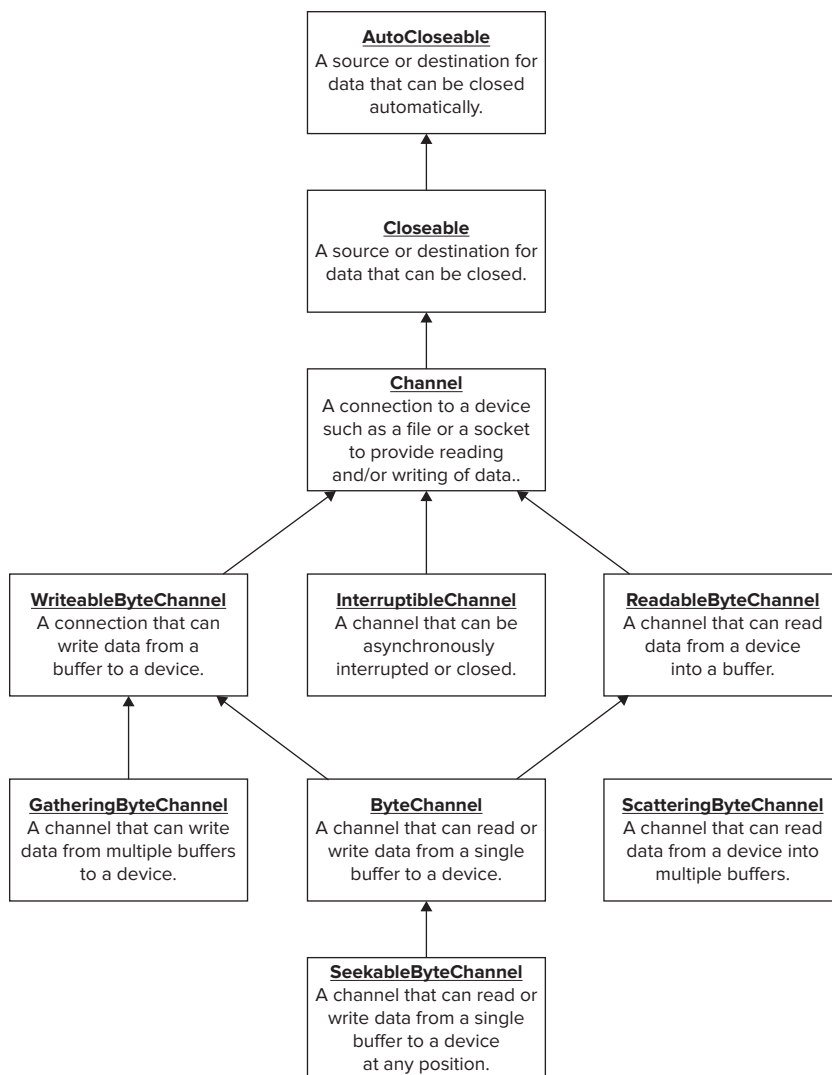 AutoCloseable
A source or destination for
data that can be closed
automatically.
Closeable
A source or destination for
data that can be closed.
Channel
A connection to a device
such as a file or a socket
to provide reading
and/or writing of data..
WriteableByteChannel
A connection that can
write data from a
buffer to a device.
InterruptibleChannel
A channel that can be
asynchronously
interrupted or closed.
ReadableByteChannel
A channel that can read
data from a device
into a buffer.
GatheringByteChannel
A channel that can write
data from multiple buffers
to a device.
ByteChannel
A channel that can read or
write data from a single
buffer to a device.
ScatteringByteChannel
A channel that can read
data from a device into
multiple buffers.
SeekableByteChannel
A channel that can read or
write data from a single
buffer to a device
at any position.